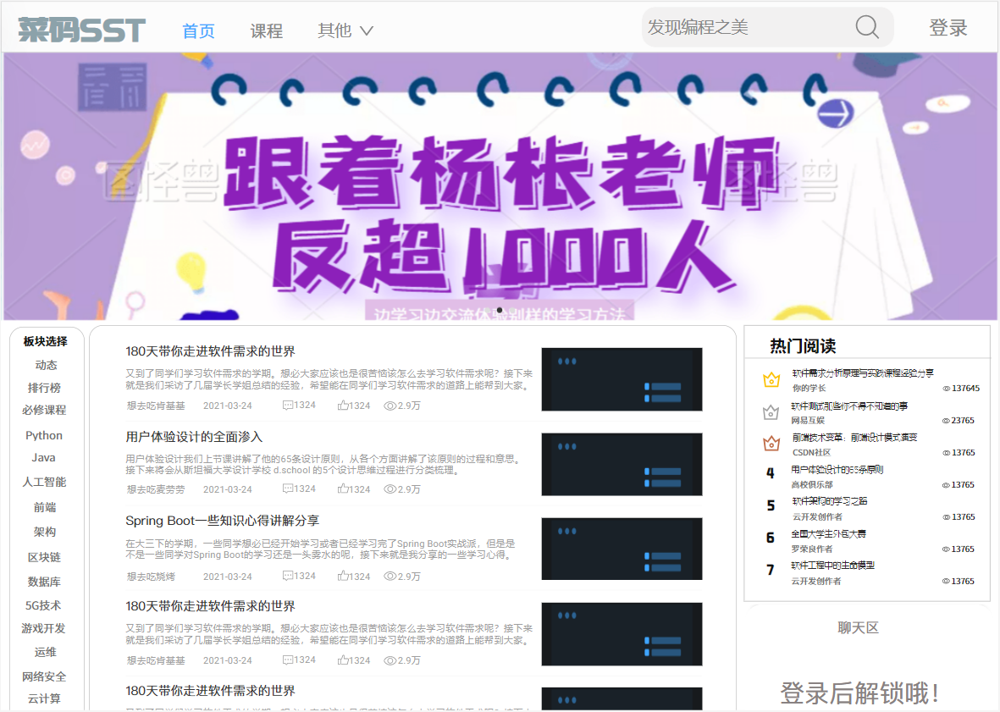 菜码SST
首页
课程
其他
发现编程之美
登录
跟着杨枨老师
反超1000人
边学习边交流体验别样的学习方法
板块选择
动态
排行榜
必修课程
Python
Java
人工智能
前端
架构
区块链
数据库
5G技术
游戏开发
运维
网络安全
云计算
180天带你走进软件需求的世界
又到了同学们学习软件需求的学期。想必大家应该也是很苦恼该怎么去学习软件需求呢？接下来
就是我们采访了几届学长学姐总结的经验，希望能在同学们学习软件需求的道路上能帮到大家。
想去吃肯基基 2021-03-24 1324 1324 2.9万
用户体验设计的全面渗入
用户体验设计我们上节课讲解了他的65条设计原则，从各个方面讲解了该原则的过程和意思。
接下来将会从斯坦福大学设计学校 d.school 的5个设计思维过程进行分类梳理。
想去吃麦劳劳 2021-03-24 1324 1324 2.9万
Spring Boot一些知识心得讲解分享
在大三下的学期，一些同学想必已经开始学习或者已经学习完了Spring Boot实战派，但是是
不是一些同学对Spring Boot的学习还是一头雾水的呢，接下来就是我分享的一些学习心得。
想去吃烧烤 2021-03-24 1324 1324 2.9万
180天带你走进软件需求的世界
又到了同学们学习软件需求的学期。想必大家应该也是很苦恼该怎么去学习软件需求呢？接下来
就是我们采访了几届学长学姐总结的经验，希望能在同学们学习软件需求的道路上能帮到大家。
想去吃肯基基 2021-03-24 1324 1324 2.9万
180天带你走进软件需求的世界
热门阅读
软件需求分析原理与实践课程经验分享
你的学长 137645
软件测试那些你不得不知道的事
网易互娱 23765
前端技术变革：前端设计模式演变
CSDN社区 13765
4 用户体验设计的65条原则
高校俱乐部 13765
5 软件架构的学习之路
云开发创作者 13765
6 全国大学生外包大赛
罗荣良作者 13765
7 软件工程中的生命模型
云开发创作者 13765
聊天区
登录后解锁哦！